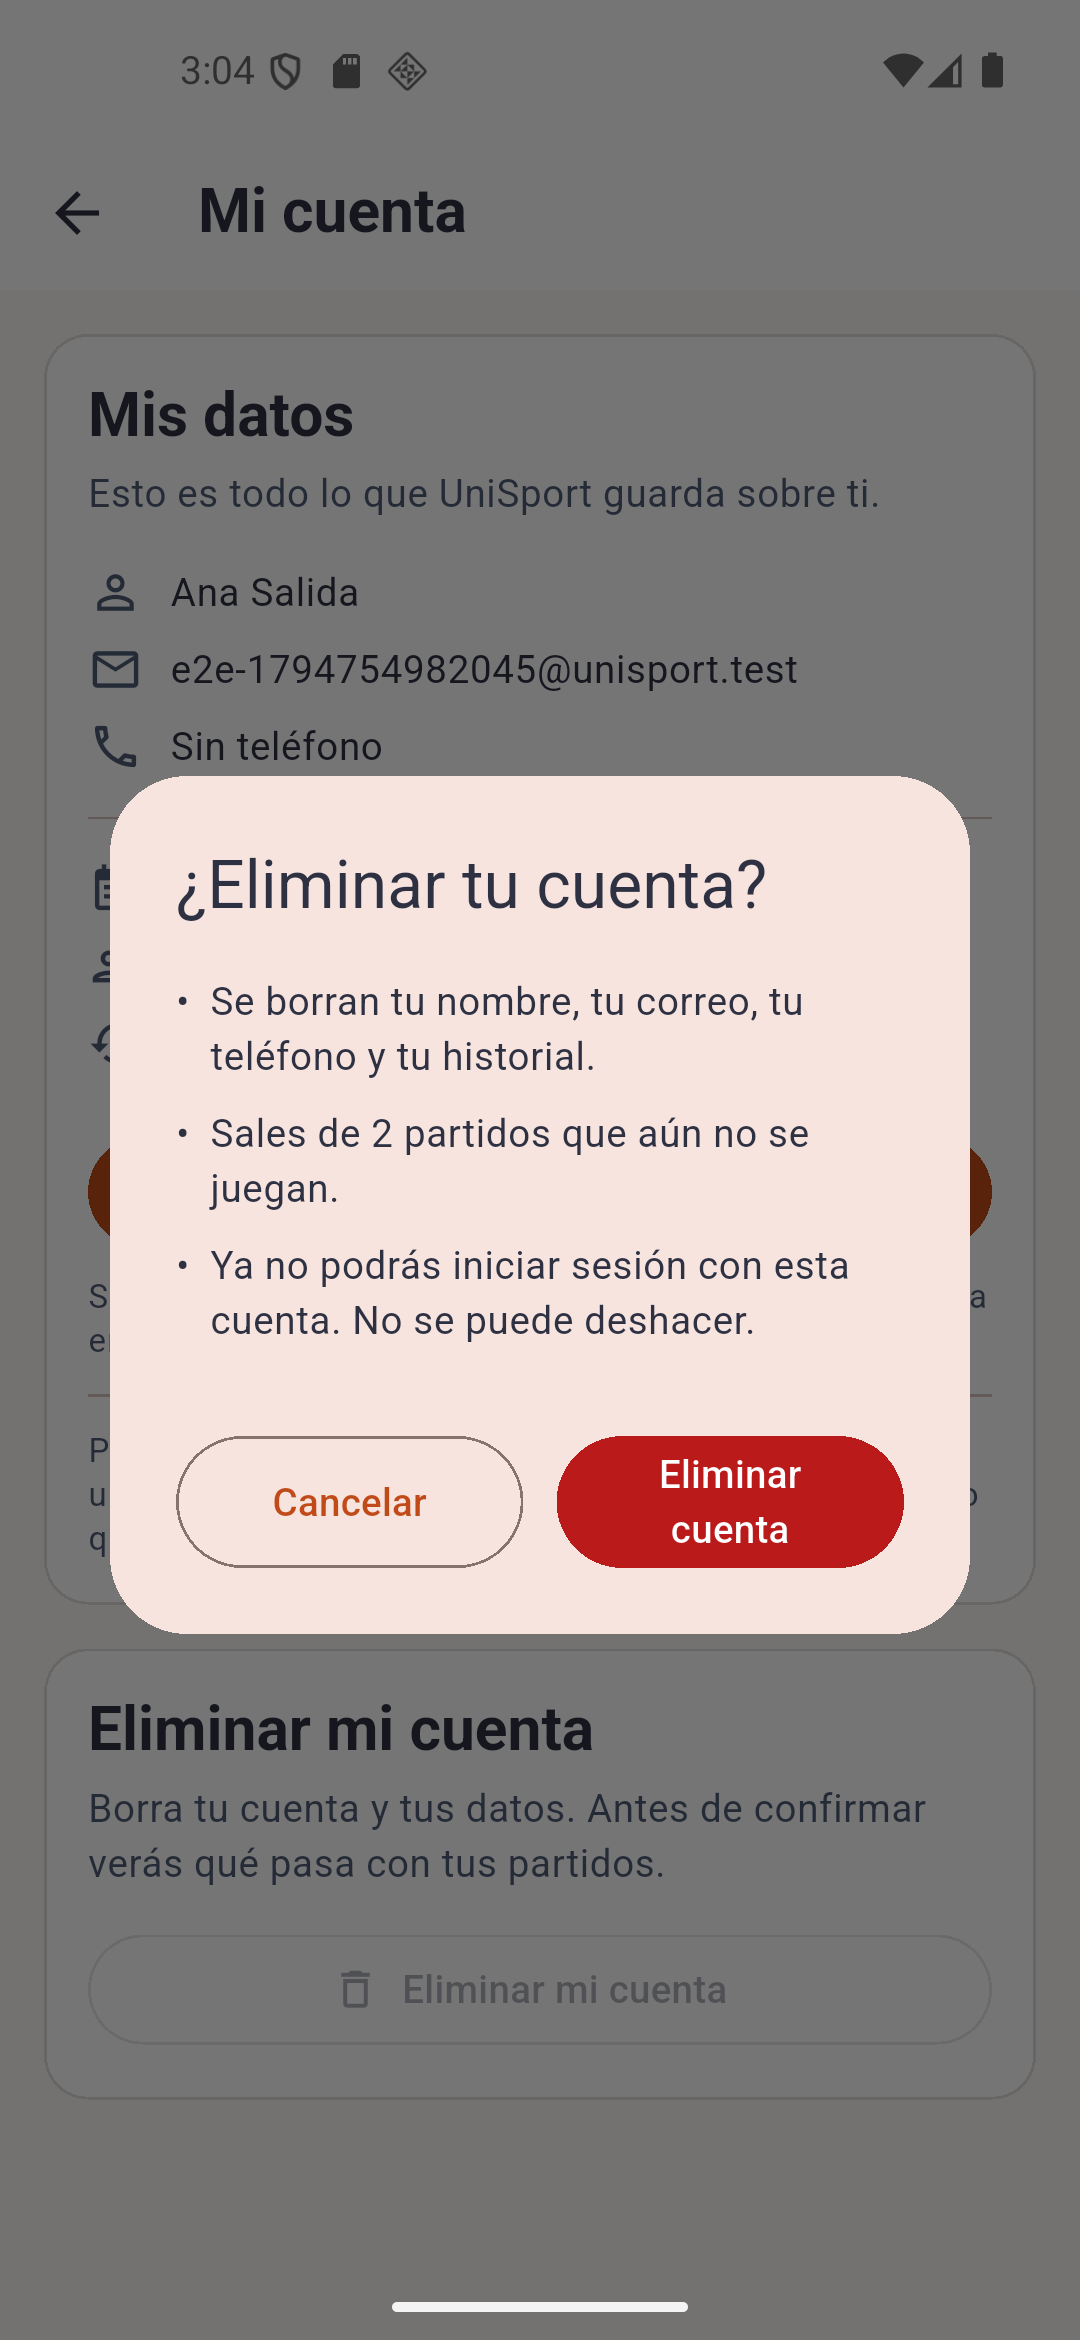 3:04
Mi cuenta
Mis datos
Esto es todo lo que UniSport guarda sobre ti.
Ana Salida
e2e-1794754982045@unisport.test
Sin teléfono
¿Eliminar tu cuenta?
• Se borran tu nombre, tu correo, tu
teléfono y tu historial.
• Sales de 2 partidos que aún no se
juegan.
• Ya no podrás iniciar sesión con esta
cuenta. No se puede deshacer.
Cancelar
Eliminar
cuenta
Eliminar mi cuenta
Borra tu cuenta y tus datos. Antes de confirmar
verás qué pasa con tus partidos.
Eliminar mi cuenta